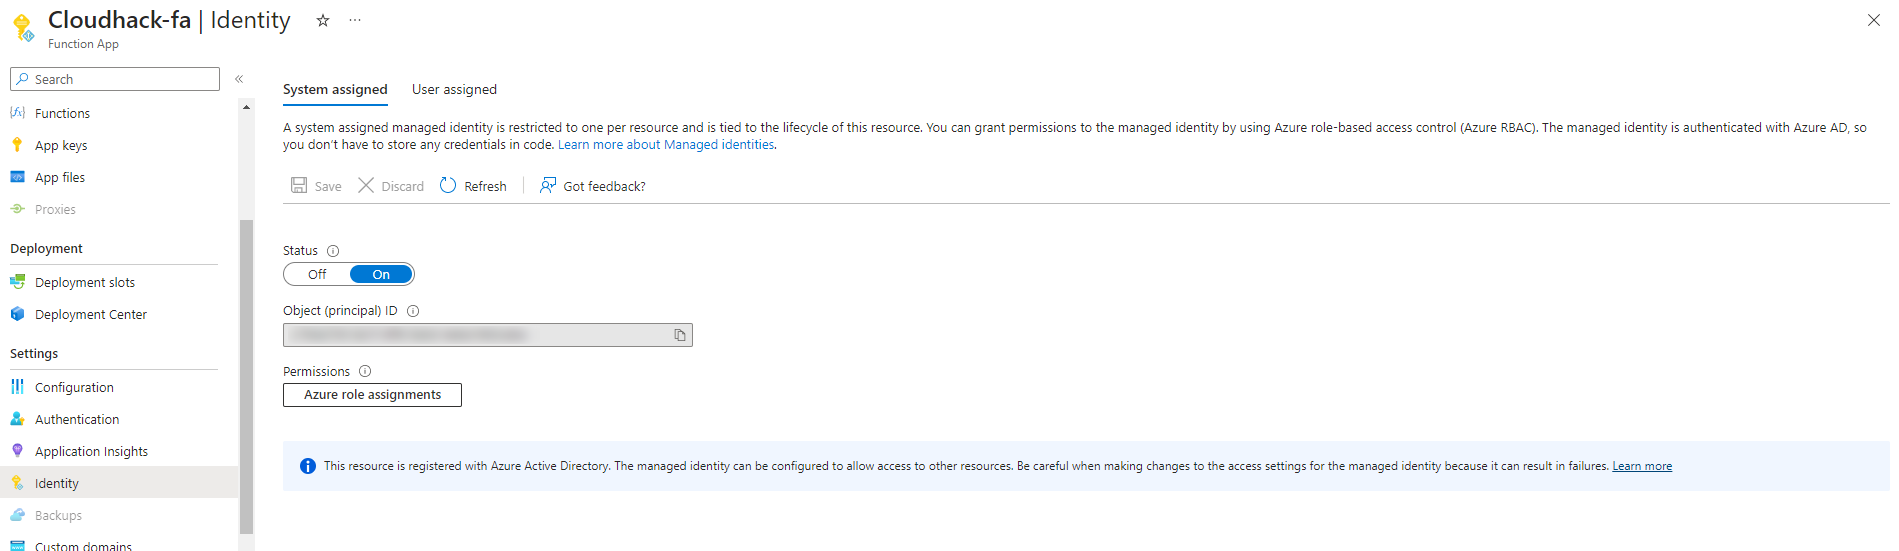 Cloudhack-fa | Identity
Function App
Search
Functions
App keys
App files
Proxies
Deployment
Deployment slots
Deployment Center
Settings
Configuration
Authentication
Application Insights
Identity
Backups
Custom domains
System assigned
User assigned
A system assigned managed identity is restricted to one per resource and is tied to the lifecycle of this resource. You can grant permissions to the managed identity by using Azure role-based access control (Azure RBAC). The managed identity is authenticated with Azure AD, so
you don't have to store any credentials in code. Learn more about Managed identities.
Save
Discard
Refresh
Got feedback?
Status
Off
On
Object (principal) ID
Permissions
Azure role assignments
This resource is registered with Azure Active Directory. The managed identity can be configured to allow access to other resources. Be careful when making changes to the access settings for the managed identity because it can result in failures. Learn more